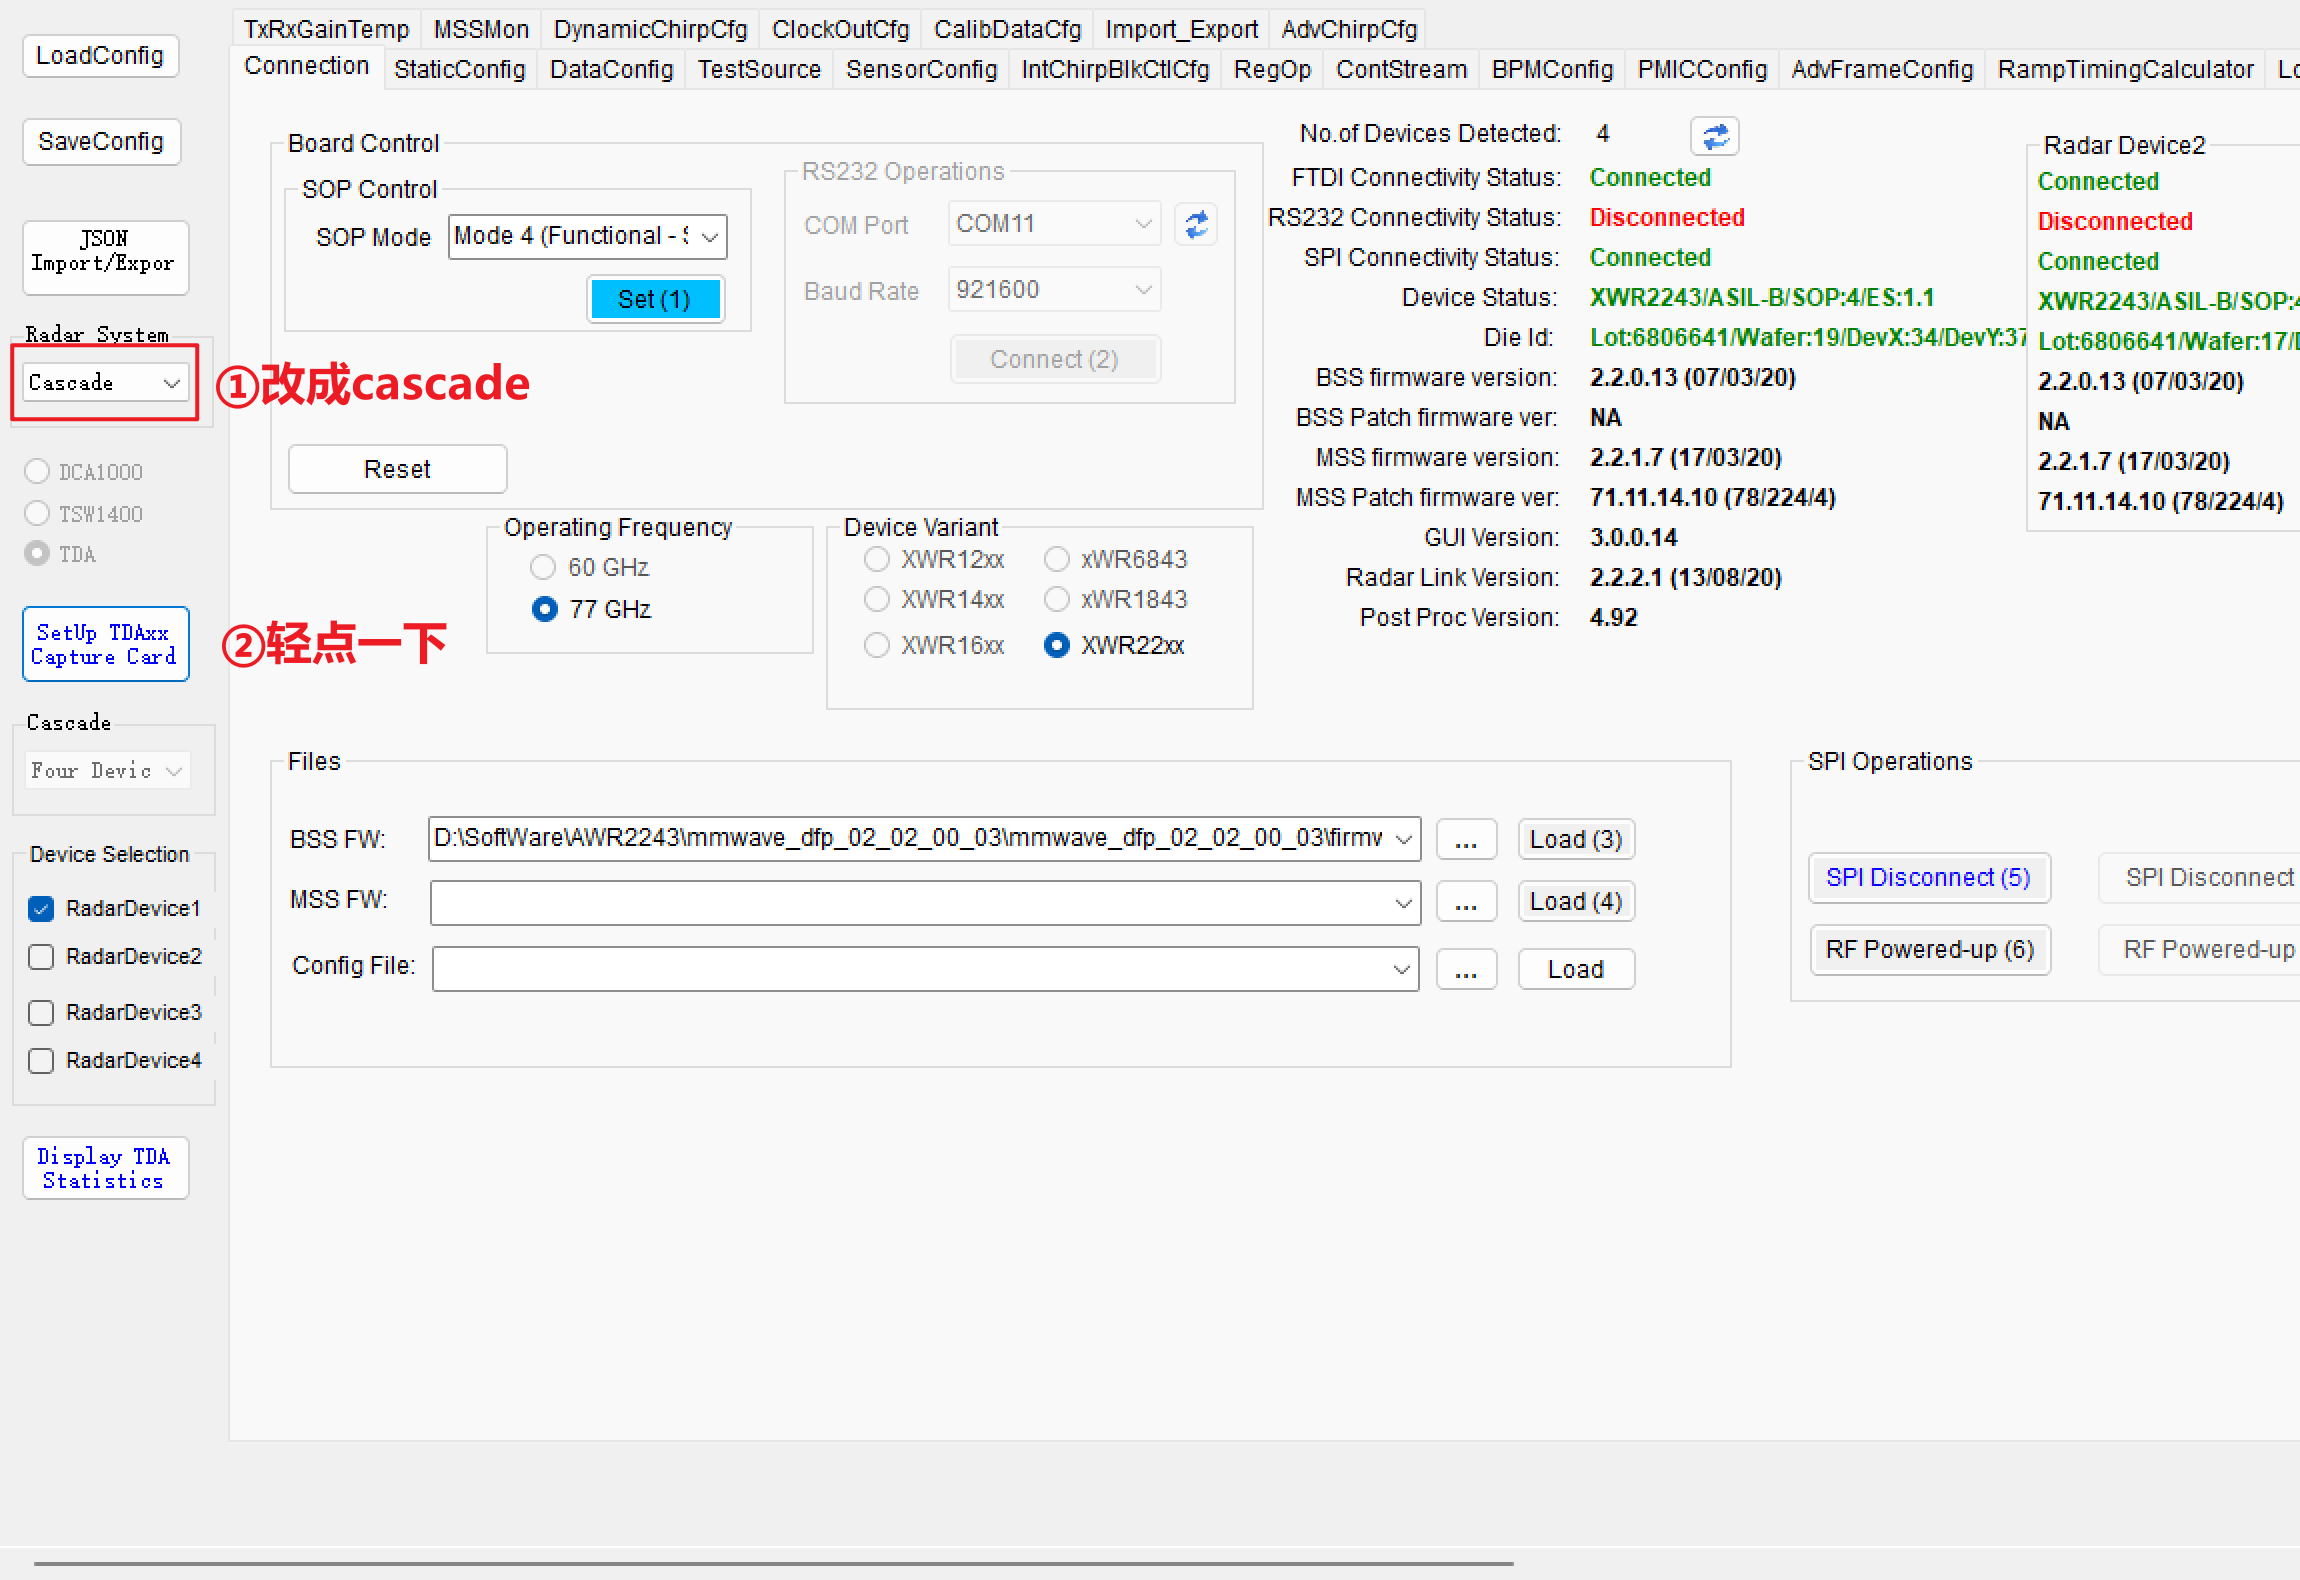 TxRxGainTemp MSSMon DynamicChirpCfg ClockOutCfg CalibDataCfg Import_Export AdvChirpCfg
Connection StaticConfig DataConfig TestSource SensorConfig IntChirpBlkCtlCfg RegOp ContStream BPMConfig PMICConfig AdvFrameConfig RampTimingCalculator
LoadConfig
SaveConfig
JSON
Import/Expor
Radar System
Cascade
①改成cascade
DCA1000
TSW1400
TDA
SetUp TDAxx
Capture Card
②轻点一下
Cascade
Four Devic
Device Selection
RadarDevice1
RadarDevice2
RadarDevice3
RadarDevice4
Display TDA
Statistics
Board Control
SOP Control
SOP Mode Mode 4 (Functional -
Set (1)
Reset
RS232 Operations
COM Port COM11
Baud Rate 921600
Connect (2)
Operating Frequency
60 GHz
77 GHz
Device Variant
XWR12xx xWR6843
XWR14xx xWR1843
XWR16xx XWR22xx
No.of Devices Detected: 4
FTDI Connectivity Status: Connected
RS232 Connectivity Status: Disconnected
SPI Connectivity Status: Connected
Device Status: XWR2243/ASIL-B/SOP:4/ES:1.1
Die Id: Lot:6806641/Wafer:19/DevX:34/DevY:37
BSS firmware version: 2.2.0.13 (07/03/20)
BSS Patch firmware ver: NA
MSS firmware version: 2.2.1.7 (17/03/20)
MSS Patch firmware ver: 71.11.14.10 (78/224/4)
GUI Version: 3.0.0.14
Radar Link Version: 2.2.2.1 (13/08/20)
Post Proc Version: 4.92
Radar Device2
Connected
Disconnected
Connected
XWR2243/ASIL-B/SOP:4
Lot:6806641/Wafer:17/
2.2.0.13 (07/03/20)
NA
2.2.1.7 (17/03/20)
71.11.14.10 (78/224/4)
Files
BSS FW: D:\SoftWare\AWR2243\mmwave_dfp_02_02_00_03\mmwave_dfp_02_02_00_03\firmw ... Load (3)
MSS FW: ... Load (4)
Config File: ... Load
SPI Operations
SPI Disconnect (5) SPI Disconnect
RF Powered-up (6) RF Powered-up